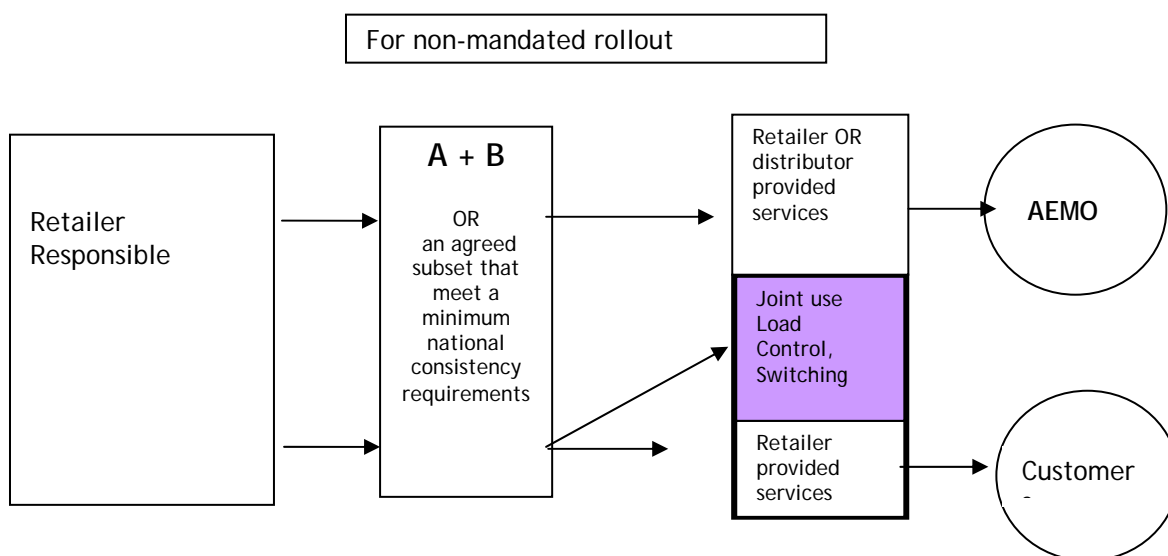 For non-mandated rollout
Retailer
Responsible
A + B
OR
an agreed
subset that
meet a
minimum
national
consistency
requirements
Retailer OR
distributor
provided
services
Joint use
Load
Control,
Switching
Retailer
provided
services
AEMO
Customer